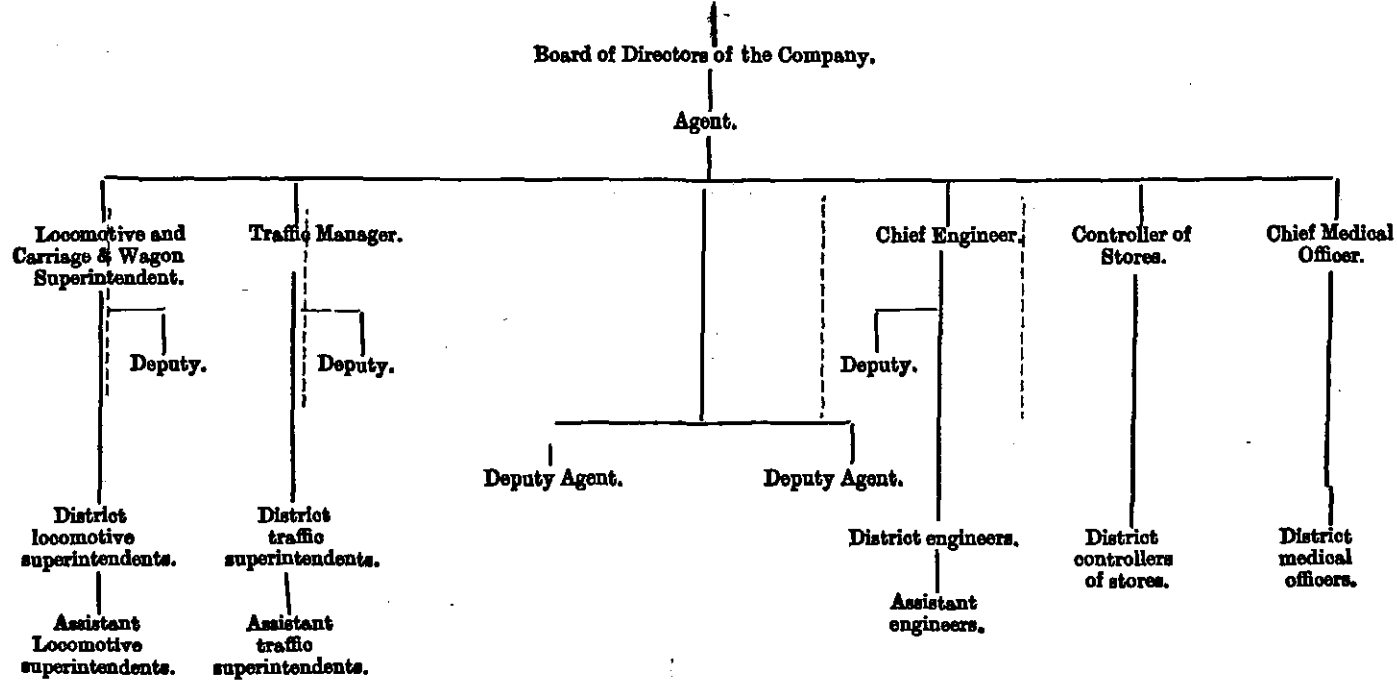 Board of Directors of the Company.
Agent.
Locomotive and
Carriage & Wagon
Superintendent.
Traffic Manager.
Chief Engineer.
Controller of
Stores.
Chief Medical
Officer.
Deputy.
Deputy.
Deputy.
Deputy Agent.
Deputy Agent.
District
locomotive
superintendents.
District
traffic
superintendents.
District engineers.
District
controllers
of stores.
District
medical
officers.
Assistant
Locomotive
superintendents.
Assistant
traffic
superintendents.
Assistant
engineers.